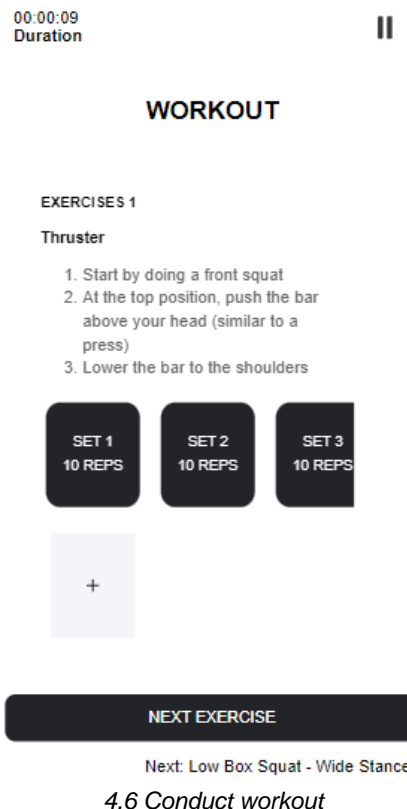 00:00:09
Duration
WORKOUT
EXERCISES 1
Thruster
1. Start by doing a front squat
2. At the top position, push the bar
above your head (similar to a
press)
3. Lower the bar to the shoulders
SET 1 SET 2 SET 3
10 REPS 10 REPS 10 REPS
+
NEXT EXERCISE
Next: Low Box Squat - Wide Stance
4.6 Conduct workout